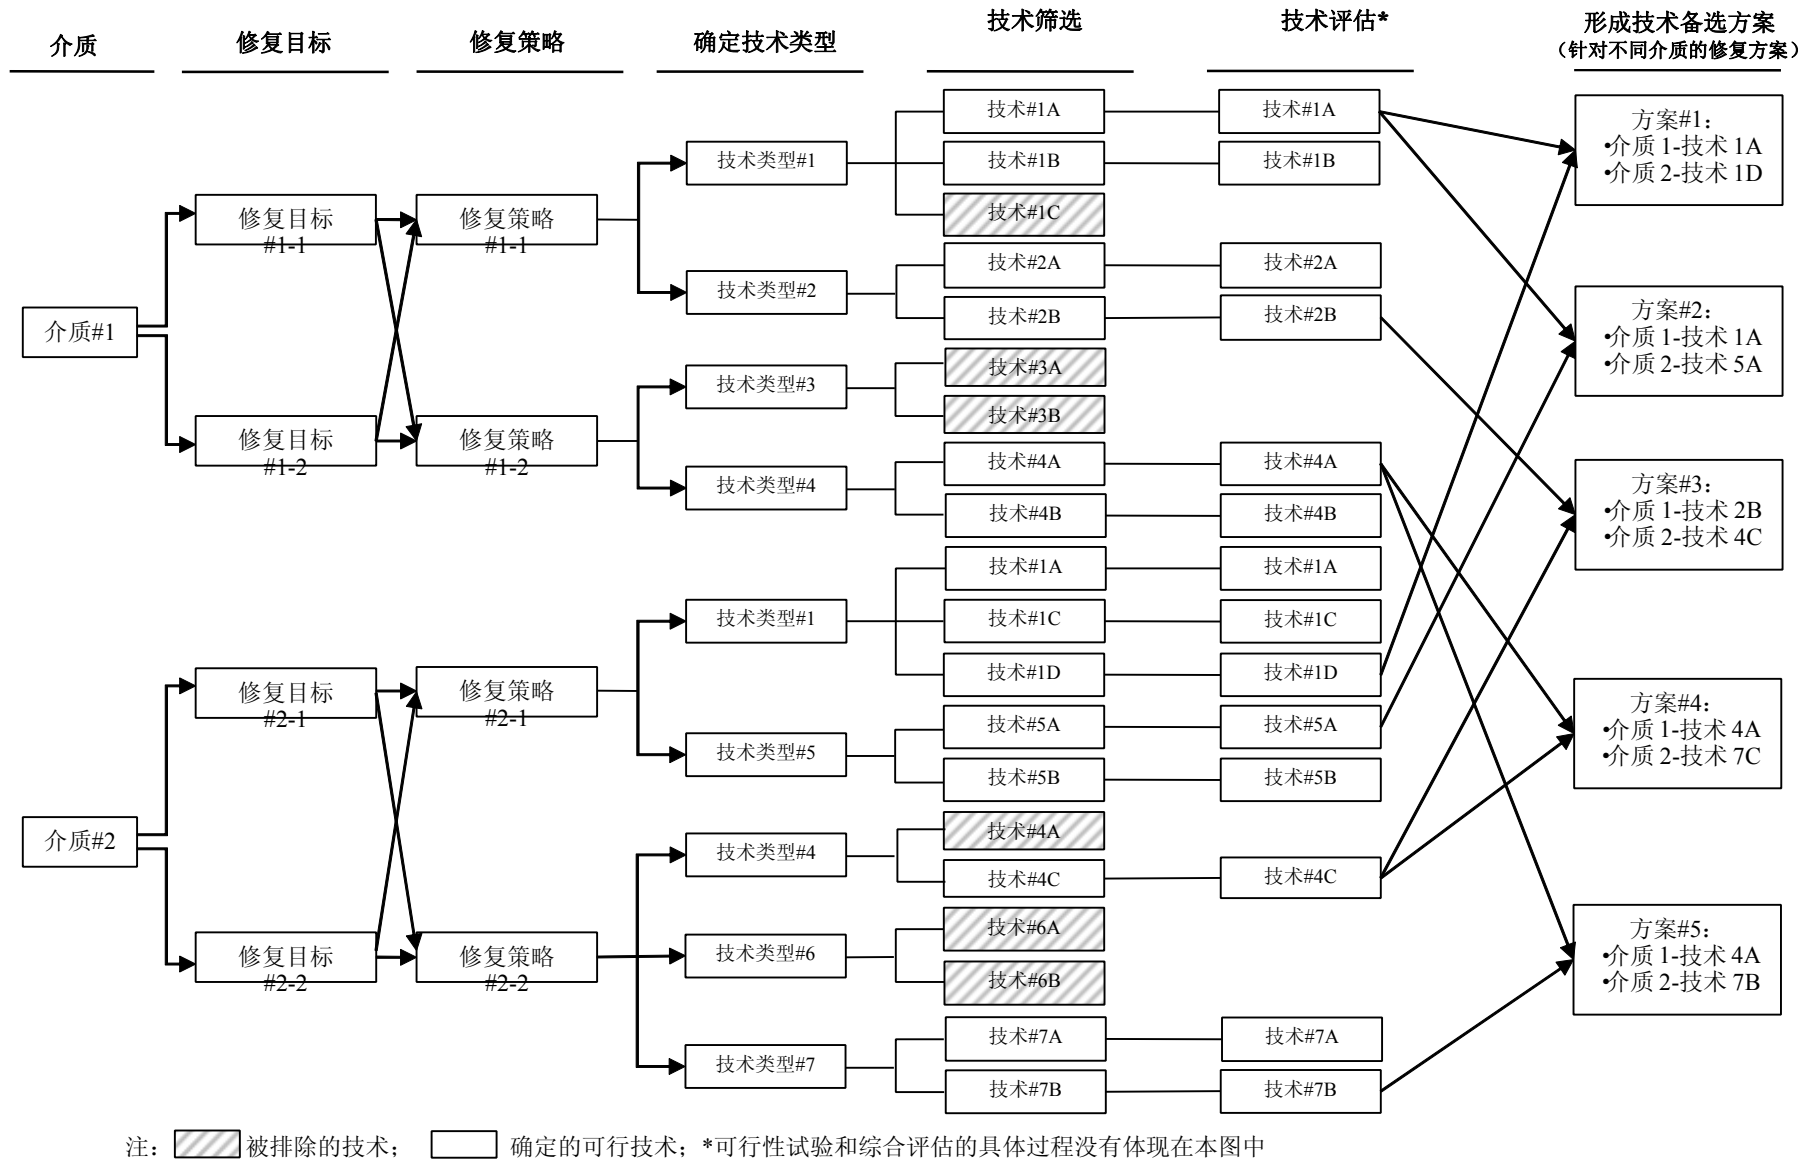 介质
修复目标
修复策略
确定技术类型
技术筛选
技术评估*
形成技术备选方案
（针对不同介质的修复方案）
介质#1
修复目标
#1-1
修复目标
#1-2
修复策略
#1-1
修复策略
#1-2
技术类型#1
技术类型#2
技术类型#3
技术类型#4
技术#1A
技术#1B
技术#1C
技术#2A
技术#2B
技术#3A
技术#3B
技术#4A
技术#4B
技术#1A
技术#1B
技术#2A
技术#2B
技术#4A
技术#4B
介质#2
修复目标
#2-1
修复目标
#2-2
修复策略
#2-1
修复策略
#2-2
技术类型#1
技术类型#5
技术类型#4
技术类型#6
技术类型#7
技术#1A
技术#1C
技术#1D
技术#5A
技术#5B
技术#4A
技术#4C
技术#6A
技术#6B
技术#7A
技术#7B
技术#1A
技术#1C
技术#1D
技术#5A
技术#5B
技术#4C
技术#7A
技术#7B
方案#1：
•介质 1-技术 1A
•介质 2-技术 1D
方案#2：
•介质 1-技术 1A
•介质 2-技术 5A
方案#3：
•介质 1-技术 2B
•介质 2-技术 4C
方案#4：
•介质 1-技术 4A
•介质 2-技术 7C
方案#5：
•介质 1-技术 4A
•介质 2-技术 7B
注： 被排除的技术； 确定的可行技术；*可行性试验和综合评估的具体过程没有体现在本图中